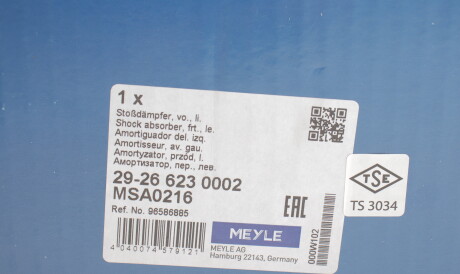 1 x
Stoßdämpfer, vo., li.
Shock absorber, frt., le.
Amortiguador del. izq.
Amortisseur, av. gau.
Amortyzator, przód, l.
Амортизатор, пер., лев.
29-26 623 0002
MSA0216
Ref. No. 96586885
EAC
4 040074 579121
MEYLE
MEYLE AG
Hamburg 22143, Germany
000W102
TSE
TS 3034